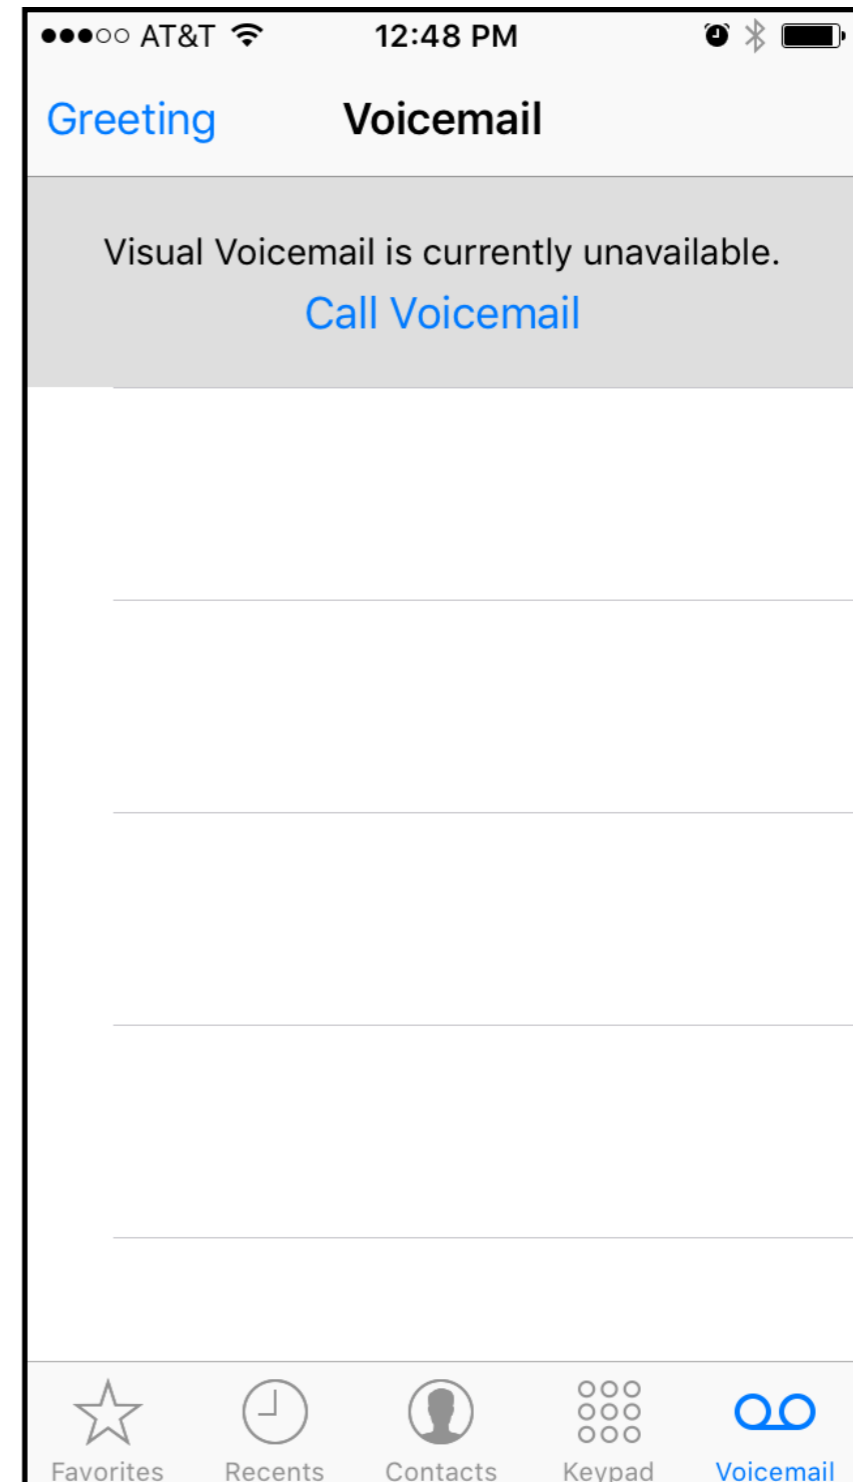 AT&T 12:48 PM
Greeting Voicemail
Visual Voicemail is currently unavailable.
Call Voicemail
Favorites Recents Contacts Keypad Voicemail